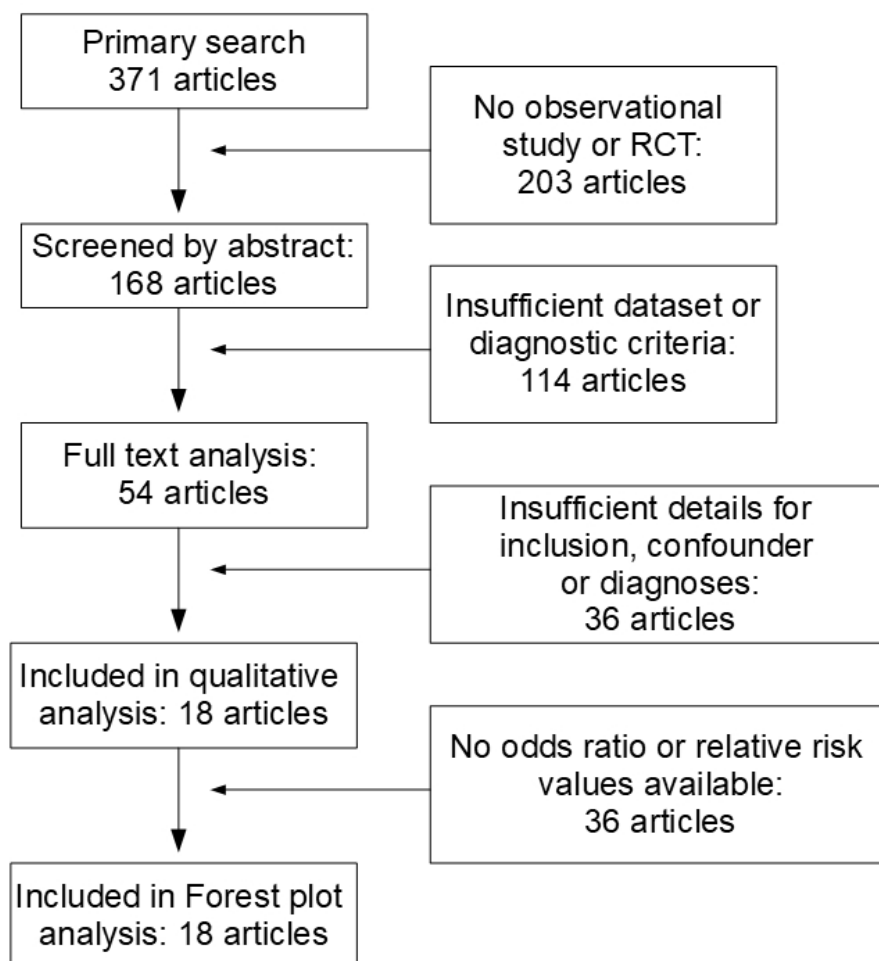 Primary search
371 articles
No observational
study or RCT:
203 articles
Screened by abstract:
168 articles
Insufficient dataset or
diagnostic criteria:
114 articles
Full text analysis:
54 articles
Insufficient details for
inclusion, confounder
or diagnoses:
36 articles
Included in qualitative
analysis: 18 articles
No odds ratio or relative risk
values available:
36 articles
Included in Forest plot
analysis: 18 articles